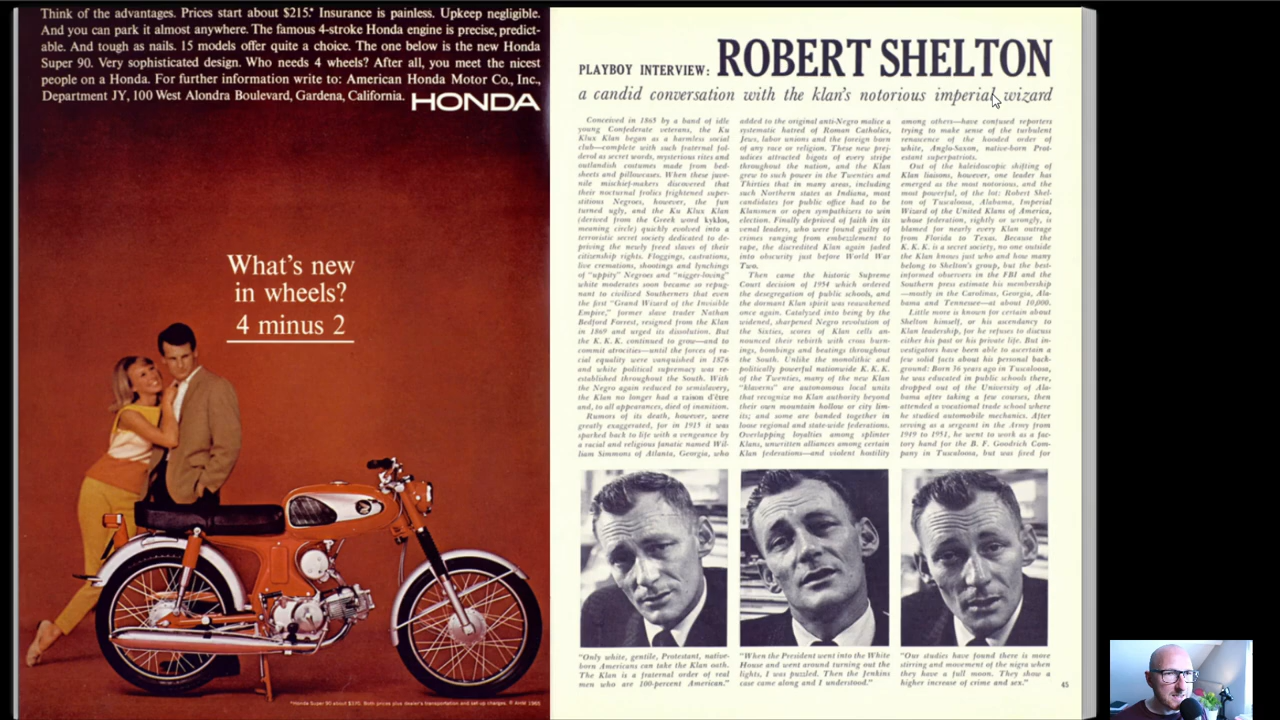 Think of the advantages. Prices start about $215.* Insurance is painless. Upkeep negligible.
And you can park it almost anywhere. The famous 4-stroke Honda engine is precise, predict-
able. And tough as nails. 15 models offer quite a choice. The one below is the new Honda
Super 90. Very sophisticated design. Who needs 4 wheels? After all, you meet the nicest
people on a Honda. For further information write to: American Honda Motor Co., Inc.,
Department JY, 100 West Alondra Boulevard, Gardena, California. HONDA
What's new
in wheels?
4 minus 2
*Honda Super 90 about $370. Both prices plus dealer's transportation and set-up charges. © AHM 1965
PLAYBOY INTERVIEW: ROBERT SHELTON
a candid conversation with the klan's notorious imperial wizard
Conceived in 1865 by a band of idle
young Confederate veterans, the Ku
Klux Klan began as a harmless social
club—complete with such fraternal fol-
derol as secret words, mysterious rites and
outlandish costumes made from bed-
sheets and pillowcases. When these juve-
nile mischief-makers discovered that
their nocturnal frolics frightened super-
stitious Negroes, however, the fun
turned ugly, and the Ku Klux Klan
(derived from the Greek word kyklos,
meaning circle) quickly evolved into a
terroristic secret society dedicated to de-
priving the newly freed slaves of their
citizenship rights. Floggings, castrations,
live cremations, shootings and lynchings
of "uppity" Negroes and "nigger-loving"
white moderates soon became so repug-
nant to civilized Southerners that even
the first "Grand Wizard of the Invisible
Empire," former slave trader Nathan
Bedford Forrest, resigned from the Klan
in 1869 and urged its dissolution. But
the K. K. K. continued to grow—and to
commit atrocities—until the forces of ra-
cial equality were vanquished in 1876
and white political supremacy was re-
established throughout the South. With
the Negro again reduced to semislavery,
the Klan no longer had a raison d'être
and, to all appearances, died of inanition.
Rumors of its death, however, were
greatly exaggerated, for in 1915 it was
sparked back to life with a vengeance by
a racial and religious fanatic named Wil-
liam Simmons of Atlanta, Georgia, who
added to the original anti-Negro malice a
systematic hatred of Roman Catholics,
Jews, labor unions and the foreign born
of any race or religion. These new prej-
udices attracted bigots of every stripe
throughout the nation, and the Klan
grew to such power in the Twenties and
Thirties that in many areas, including
such Northern states as Indiana, most
candidates for public office had to be
Klansmen or open sympathizers to win
election. Finally deprived of faith in its
venal leaders, who were found guilty of
crimes ranging from embezzlement to
rape, the discredited Klan again faded
into obscurity just before World War
Two.
Then came the historic Supreme
Court decision of 1954 which ordered
the desegregation of public schools, and
the dormant Klan spirit was reawakened
once again. Catalyzed into being by the
widened, sharpened Negro revolution of
the Sixties, scores of Klan cells an-
nounced their rebirth with cross burn-
ings, bombings and beatings throughout
the South. Unlike the monolithic and
politically powerful nationwide K. K. K.
of the Twenties, many of the new Klan
"klaverns" are autonomous local units
that recognize no Klan authority beyond
their own mountain hollow or city lim-
its; and some are banded together in
loose regional and state-wide federations.
Overlapping loyalties among splinter
Klans, unwritten alliances among certain
Klan federations—and violent hostility
among others—have confused reporters
trying to make sense of the turbulent
renascence of the hooded order of
white, Anglo-Saxon, native-born Prot-
estant superpatriots.
Out of the kaleidoscopic shifting of
Klan liaisons, however, one leader has
emerged as the most notorious, and the
most powerful, of the lot: Robert Shel-
ton of Tuscaloosa, Alabama, Imperial
Wizard of the United Klans of America,
whose federation, rightly or wrongly, is
blamed for nearly every Klan outrage
from Florida to Texas. Because the
K. K. K. is a secret society, no one outside
the Klan knows just who and how many
belong to Shelton's group, but the best-
informed observers in the FBI and the
Southern press estimate his membership
—mostly in the Carolinas, Georgia, Ala-
bama and Tennessee—at about 10,000.
Little more is known for certain about
Shelton himself, or his ascendancy to
Klan leadership, for he refuses to discuss
either his past or his private life. But in-
vestigators have been able to ascertain a
few solid facts about his personal back-
ground: Born 36 years ago in Tuscaloosa,
he was educated in public schools there,
dropped out of the University of Ala-
bama after taking a few courses, then
attended a vocational trade school where
he studied automobile mechanics. After
serving as a sergeant in the Army from
1949 to 1951, he went to work as a fac-
tory hand for the B. F. Goodrich Com-
pany in Tuscaloosa, but was fired for
"Only white, gentile, Protestant, native-
born Americans can take the Klan oath.
The Klan is a fraternal order of real
men who are 100-percent American."
"When the President went into the White
House and went around turning out the
lights, I was puzzled. Then the Jenkins
case came along and I understood."
"Our studies have found there is more
stirring and movement of the nigra when
they have a full moon. They show a
higher increase of crime and sex."
45